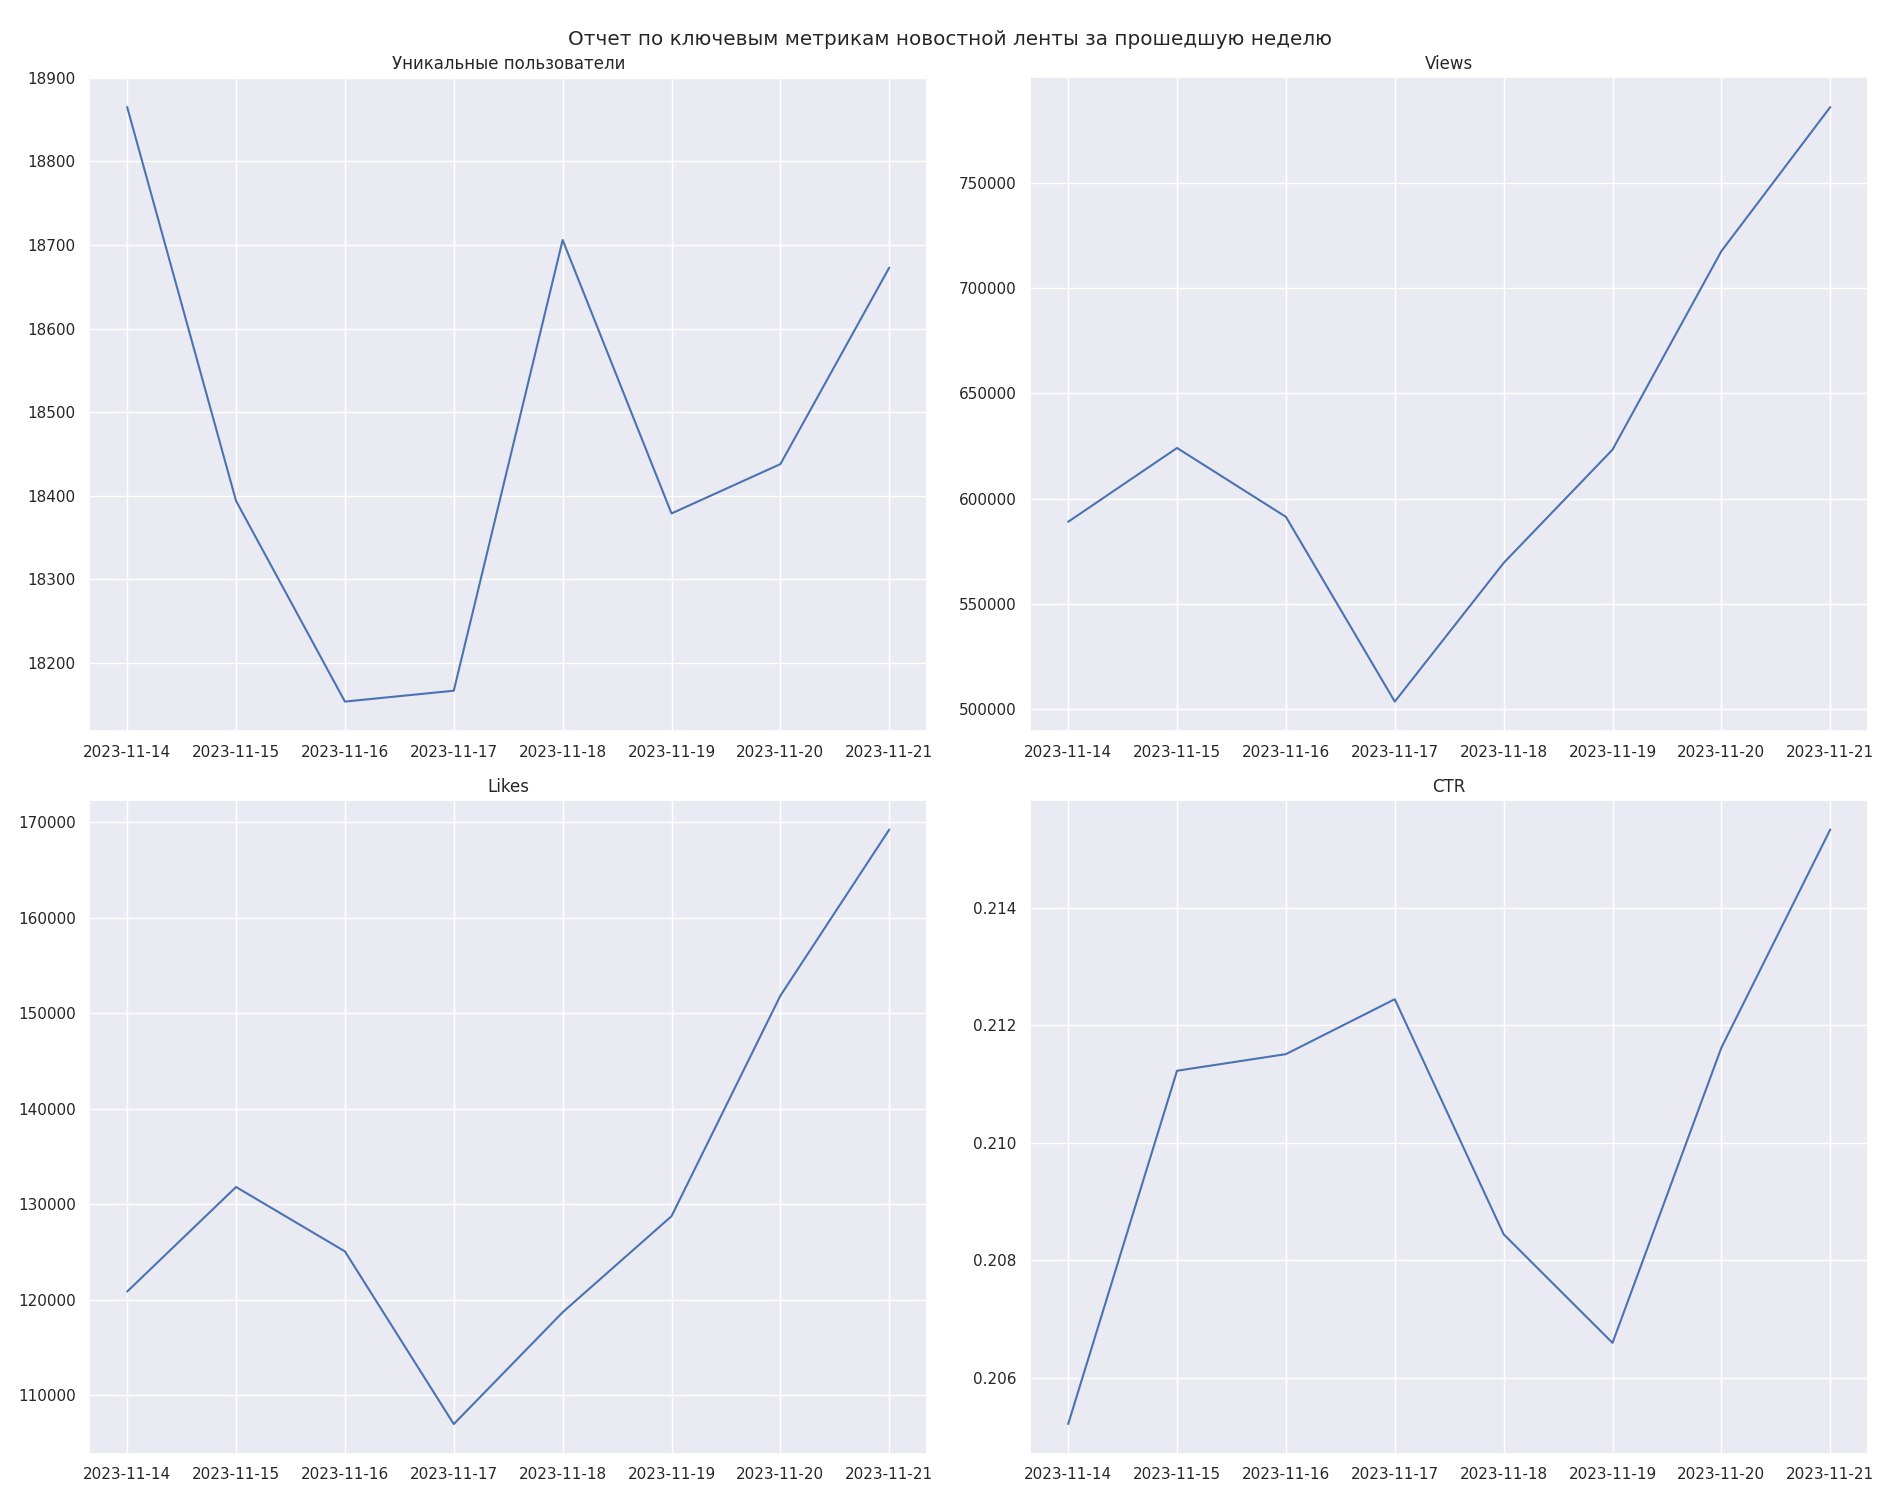 Отчет по ключевым метрикам новостной ленты за прошедшую неделю
Уникальные пользователи
18900
18800
18700
18600
18500
18400
18300
18200
2023-11-14 2023-11-15 2023-11-16 2023-11-17 2023-11-18 2023-11-19 2023-11-20 2023-11-21
Views
750000
700000
650000
600000
550000
500000
2023-11-14 2023-11-15 2023-11-16 2023-11-17 2023-11-18 2023-11-19 2023-11-20 2023-11-21
Likes
170000
160000
150000
140000
130000
120000
110000
2023-11-14 2023-11-15 2023-11-16 2023-11-17 2023-11-18 2023-11-19 2023-11-20 2023-11-21
CTR
0.214
0.212
0.210
0.208
0.206
2023-11-14 2023-11-15 2023-11-16 2023-11-17 2023-11-18 2023-11-19 2023-11-20 2023-11-21